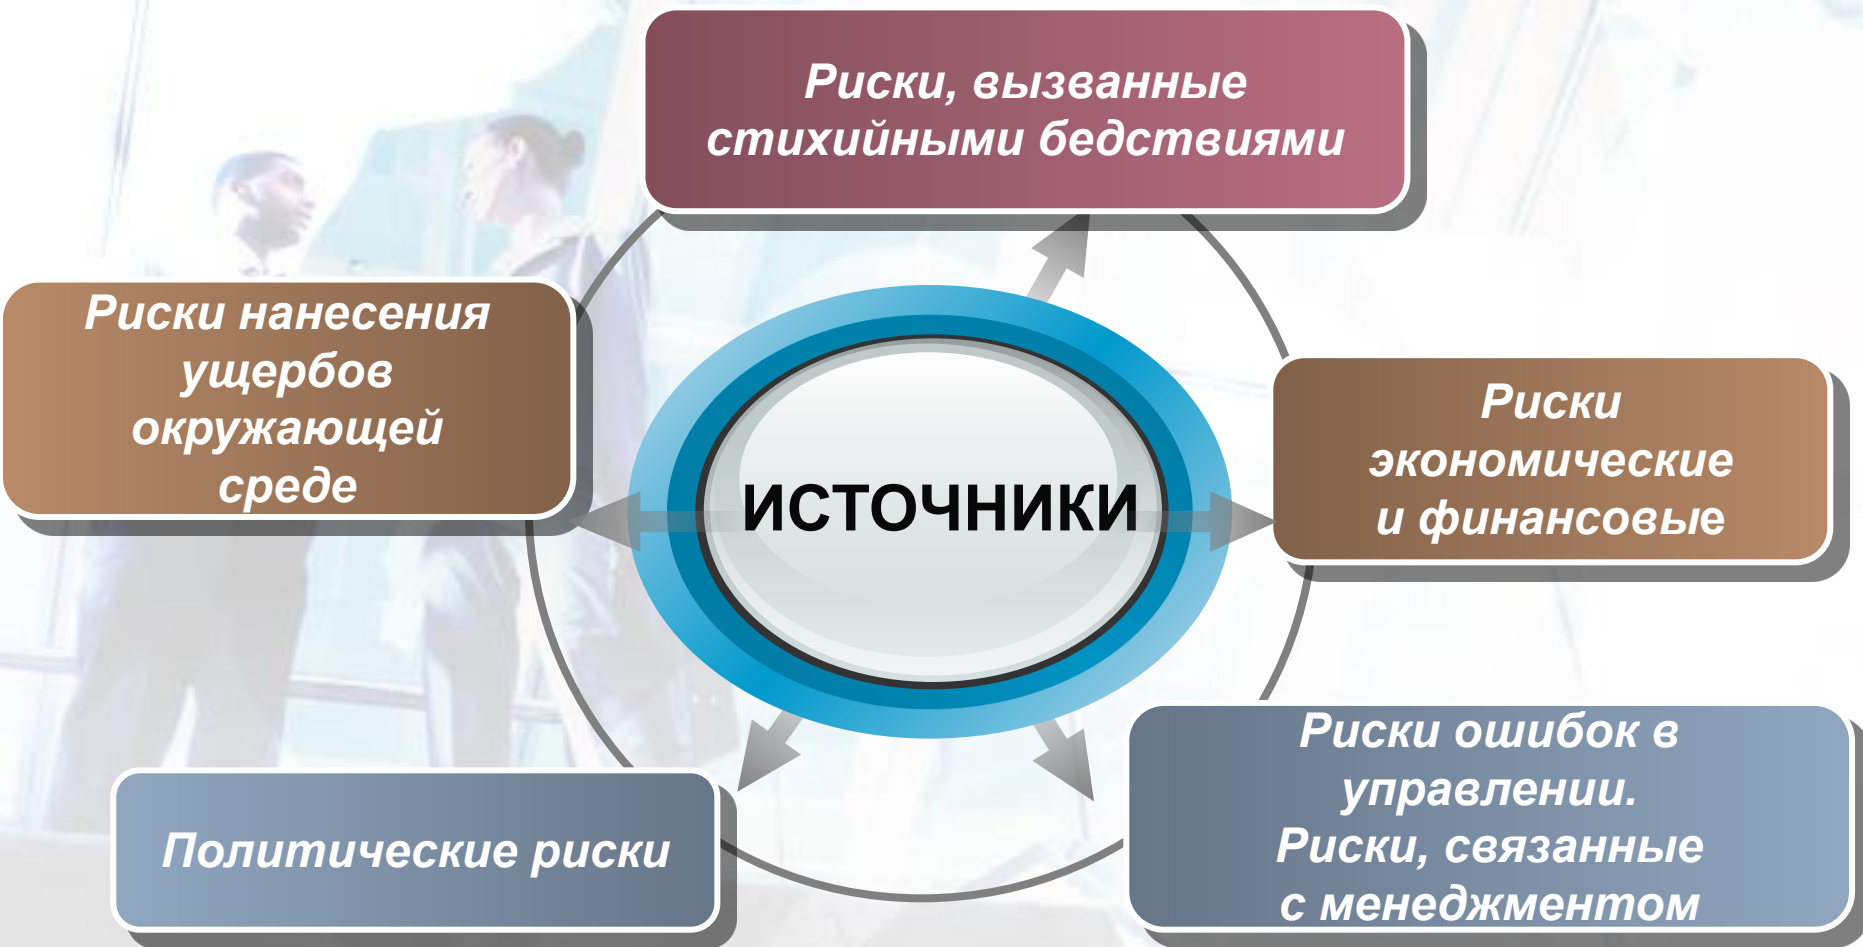 Риски, вызванные
стихийными бедствиями
Риски нанесения
ущербов
окружающей
среде
ИСТОЧНИКИ
Риски
экономические
и финансовые
Политические риски
Риски ошибок в
управлении.
Риски, связанные
с менеджментом